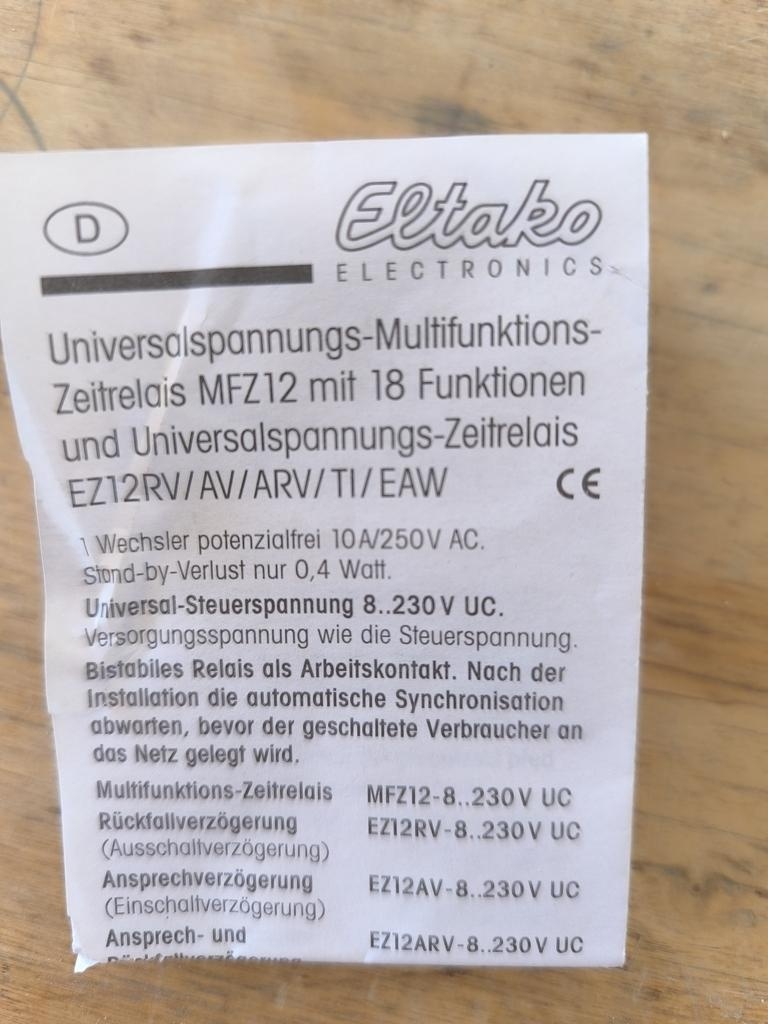 D
Eltako
ELECTRONICS
Universalspannungs-Multifunktions-
Zeitrelais MFZ12 mit 18 Funktionen
und Universalspannungs-Zeitrelais
EZ12RV/AV/ARV/TI/EAW CE
1 Wechsler potenzialfrei 10A/250V AC.
Stand-by-Verlust nur 0,4 Watt.
Universal-Steuerspannung 8..230V UC.
Versorgungsspannung wie die Steuerspannung.
Bistabiles Relais als Arbeitskontakt. Nach der
Installation die automatische Synchronisation
abwarten, bevor der geschaltete Verbraucher an
das Netz gelegt wird.
Multifunktions-Zeitrelais MFZ12-8..230V UC
Rückfallverzögerung EZ12RV-8..230V UC
(Ausschaltverzögerung)
Ansprechverzögerung EZ12AV-8..230V UC
(Einschaltverzögerung)
Ansprech- und EZ12ARV-8..230V UC
Rückfallverzögerung